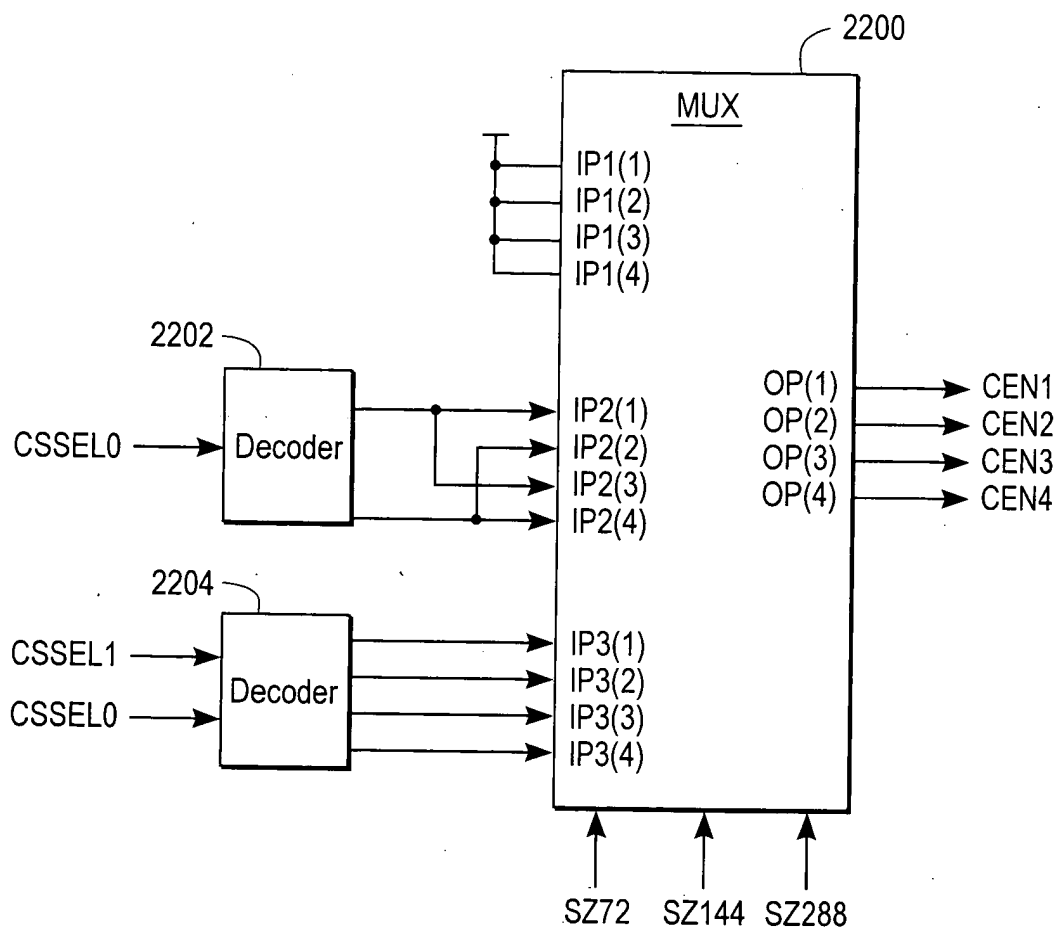 2200
MUX
IP1(1)
IP1(2)
IP1(3)
IP1(4)
2202
Decoder
CSSEL0
IP2(1)
IP2(2)
IP2(3)
IP2(4)
OP(1)
OP(2)
OP(3)
OP(4)
CEN1
CEN2
CEN3
CEN4
2204
CSSEL1
CSSEL0
Decoder
IP3(1)
IP3(2)
IP3(3)
IP3(4)
SZ72
SZ144
SZ288